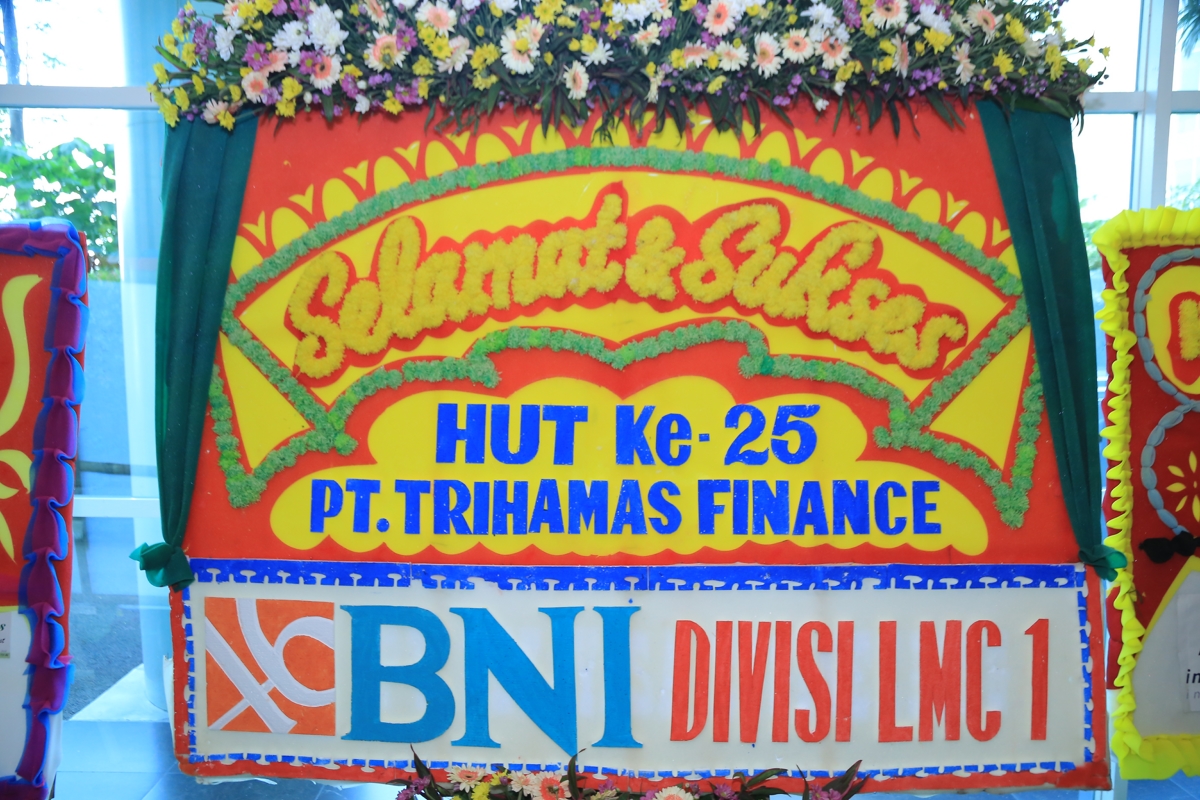 Selamat & Sukses
HUT Ke-25
PT. TRIHAMAS FINANCE
BNI DIVISI LMC 1